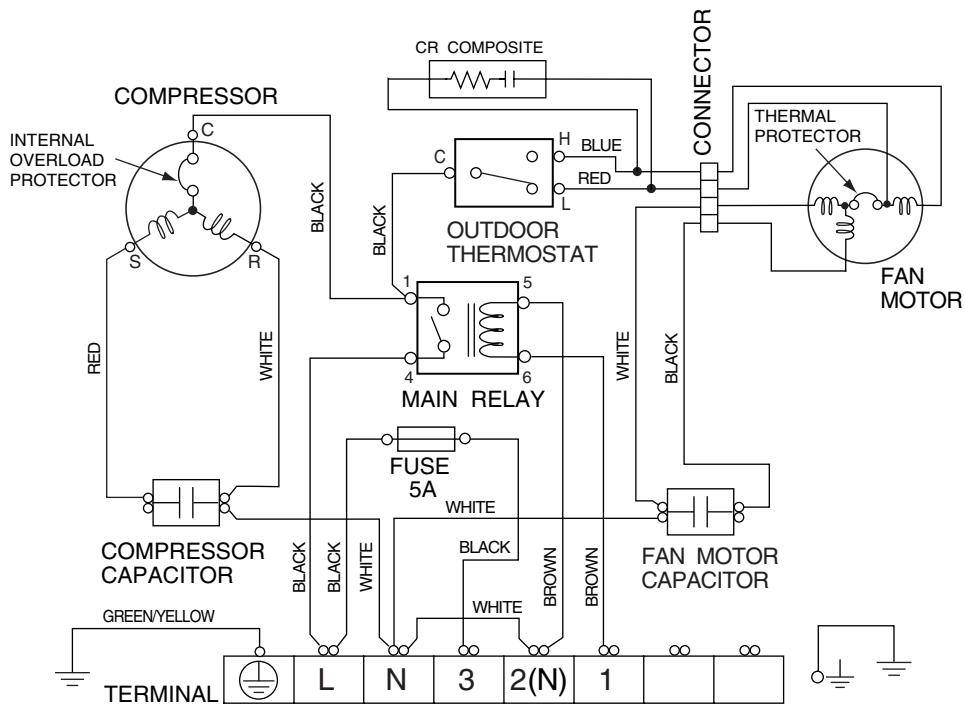 CR COMPOSITE
CONNECTOR
COMPRESSOR
THERMAL
PROTECTOR
C
INTERNAL
OVERLOAD
PROTECTOR
H
BLUE
C
RED
L
BLACK
BLACK
OUTDOOR
THERMOSTAT
S
R
FAN
MOTOR
1
5
RED
WHITE
WHITE
BLACK
4
6
MAIN RELAY
FUSE
5A
WHITE
COMPRESSOR
CAPACITOR
BLACK
BLACK
WHITE
BLACK
BROWN
BROWN
FAN MOTOR
CAPACITOR
GREEN/YELLOW
WHITE
TERMINAL
L
N
3
2(N)
1